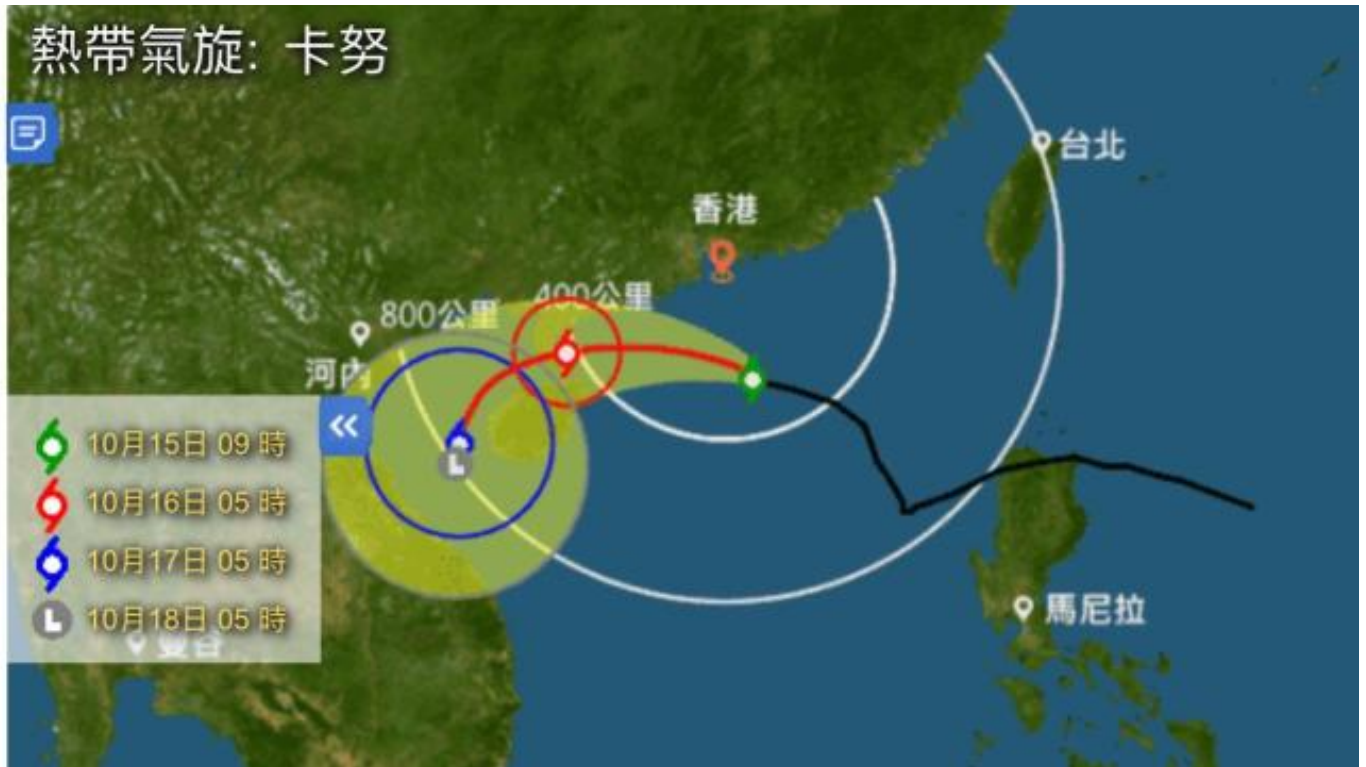 熱帶氣旋: 卡努
台北
香港
400公里
800公里
河內
10月15日 09 時
10月16日 05 時
10月17日 05 時
L 10月18日 05 時
L
馬尼拉
曼谷